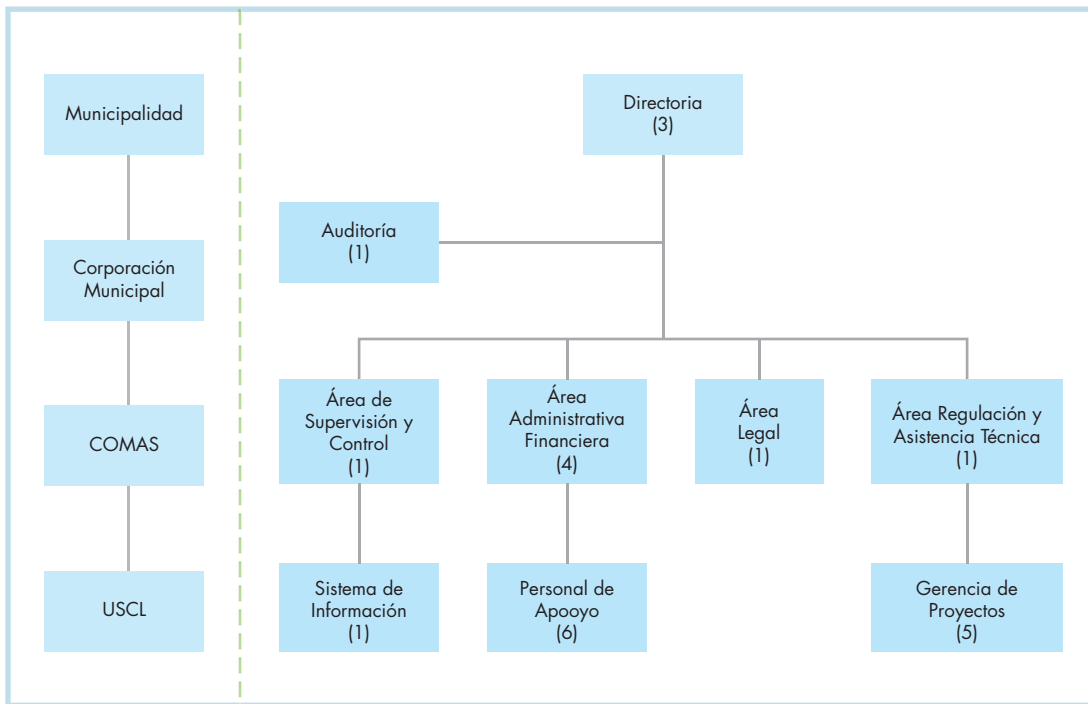 Municipalidad
Corporación
Municipal
COMAS
USCL
Directoria
(3)
Auditoría
(1)
Área de
Supervisión y
Control
(1)
Área
Administrativa
Financiera
(4)
Área
Legal
(1)
Área Regulación y
Asistencia Técnica
(1)
Sistema de
Información
(1)
Personal de
Apooyo
(6)
Gerencia de
Proyectos
(5)